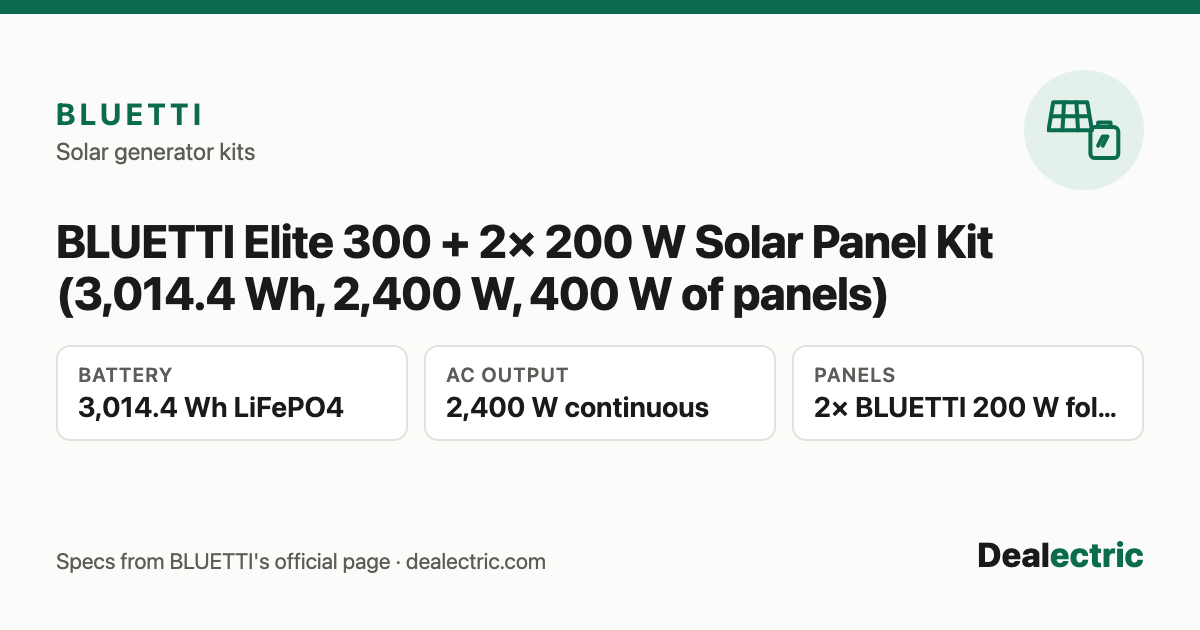 BLUETTI
Solar generator kits
BLUETTI Elite 300 + 2× 200 W Solar Panel Kit
(3,014.4 Wh, 2,400 W, 400 W of panels)
BATTERY
3,014.4 Wh LiFePO4
AC OUTPUT
2,400 W continuous
PANELS
2× BLUETTI 200 W fol…
Specs from BLUETTI's official page · dealectric.com
Dealectric